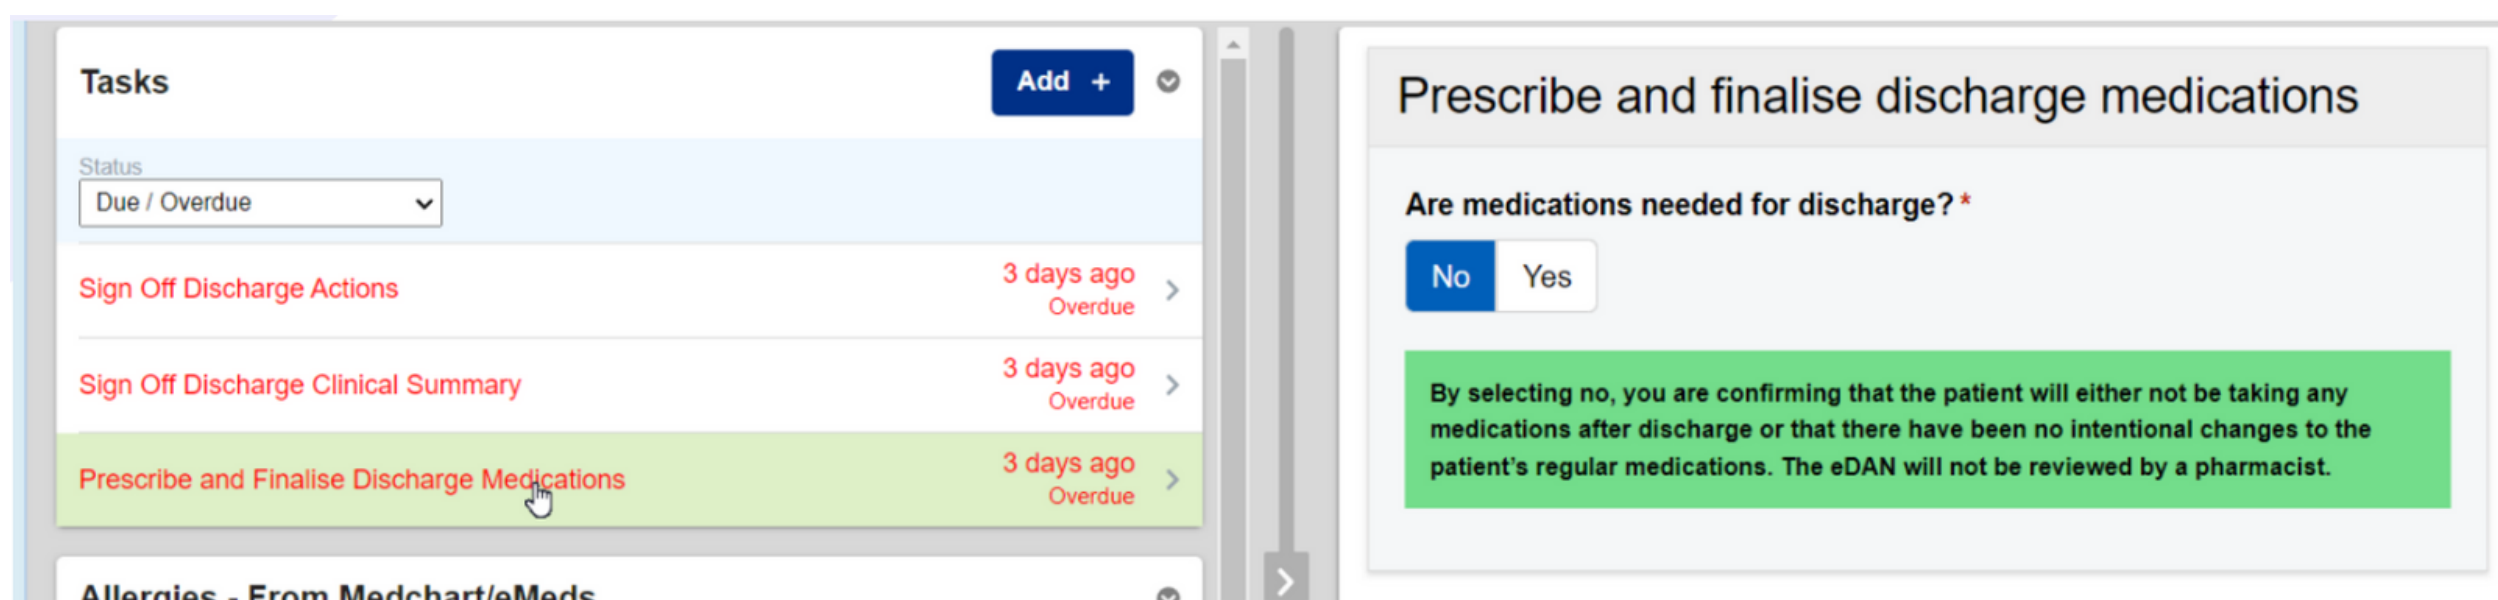 Tasks
Add +
Status
Due / Overdue
Sign Off Discharge Actions
3 days ago
Overdue
Sign Off Discharge Clinical Summary
3 days ago
Overdue
Prescribe and Finalise Discharge Medications
3 days ago
Overdue
Allergies - From Medchart/eMeds
Prescribe and finalise discharge medications
Are medications needed for discharge? *
No Yes
By selecting no, you are confirming that the patient will either not be taking any
medications after discharge or that there have been no intentional changes to the
patient's regular medications. The eDAN will not be reviewed by a pharmacist.